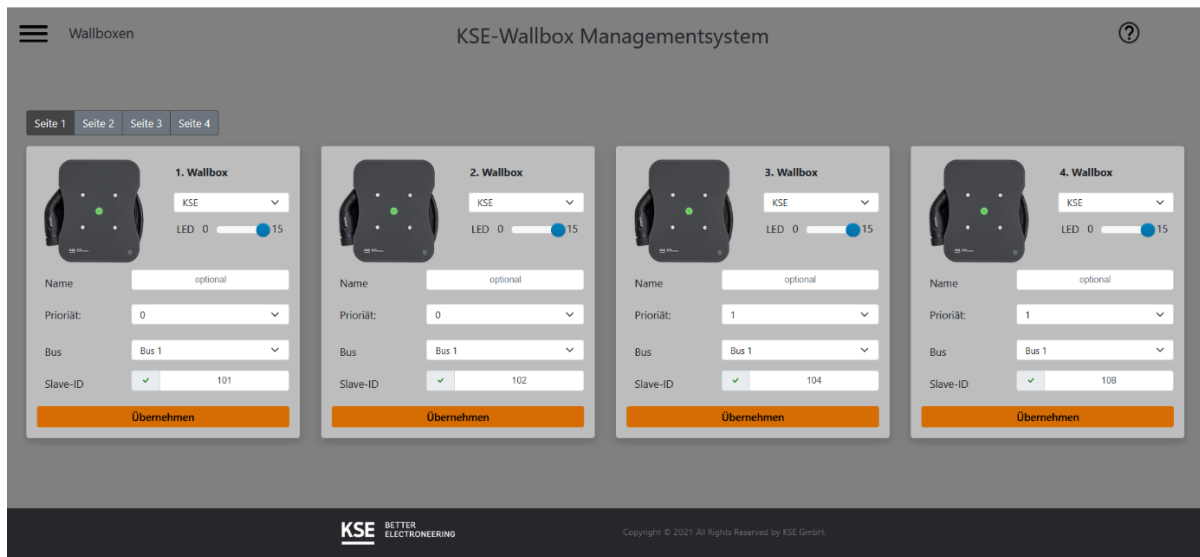 Wallboxen
KSE-Wallbox Managementsystem
?
Seite 1 Seite 2 Seite 3 Seite 4
1. Wallbox
KSE
LED 0 15
Name optional
Prioriät: 0
Bus Bus 1
Slave-ID 101
Übernehmen
2. Wallbox
KSE
LED 0 15
Name optional
Prioriät: 0
Bus Bus 1
Slave-ID 102
Übernehmen
3. Wallbox
KSE
LED 0 15
Name optional
Prioriät: 1
Bus Bus 1
Slave-ID 104
Übernehmen
4. Wallbox
KSE
LED 0 15
Name optional
Prioriät: 1
Bus Bus 1
Slave-ID 108
Übernehmen
KSE BETTER
ELECTRONEERING
Copyright © 2021 All Rights Reserved by KSE GmbH.